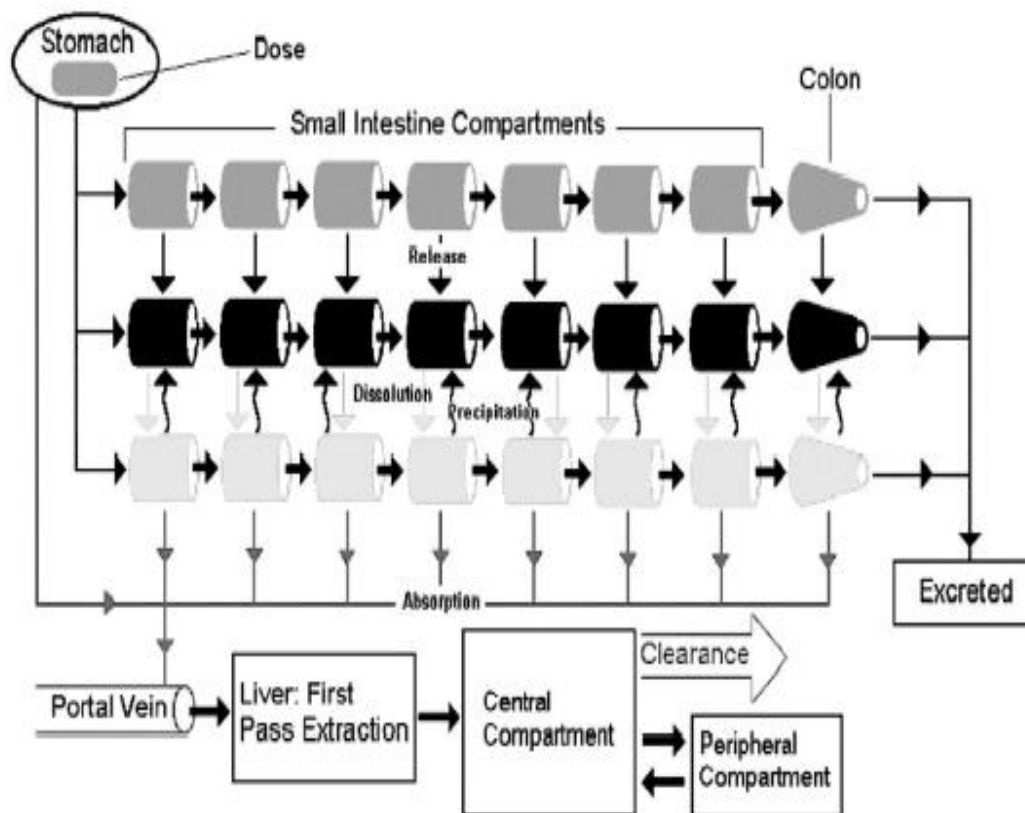 Stomach
Dose
Colon
Small Intestine Compartments
Release
Dissolution
Precipitation
Absorption
Excreted
Clearance
Portal Vein
Liver: First
Pass Extraction
Central
Compartment
Peripheral
Compartment